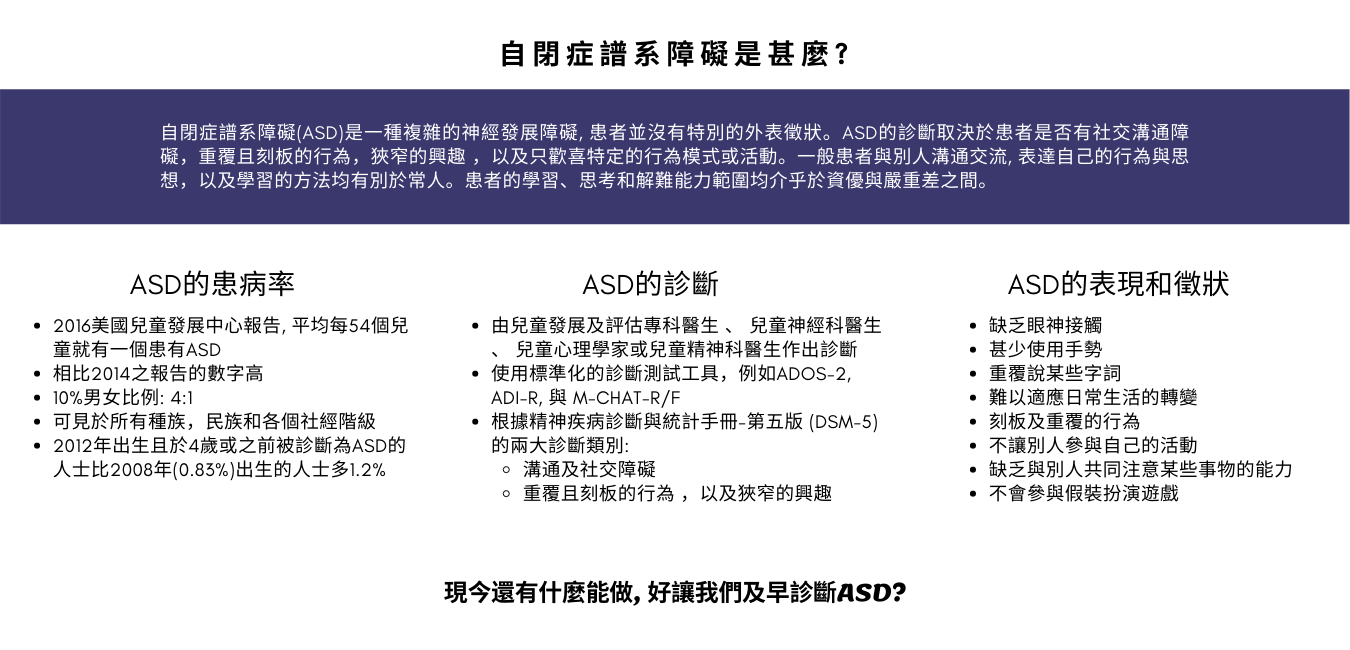 自閉症譜系障礙是甚麼?
自閉症譜系障礙(ASD)是一種複雜的神經發展障礙, 患者並沒有特別的外表徵狀。ASD的診斷取決於患者是否有社交溝通障
礙，重覆且刻板的行為，狹窄的興趣 ，以及只歡喜特定的行為模式或活動。一般患者與別人溝通交流, 表達自己的行為與思
想，以及學習的方法均有別於常人。患者的學習、思考和解難能力範圍均介乎於資優與嚴重差之間。
ASD的患病率
• 2016美國兒童發展中心報告, 平均每54個兒
童就有一個患有ASD
• 相比2014之報告的數字高
• 10%男女比例: 4:1
• 可見於所有種族，民族和各個社經階級
• 2012年出生且於4歲或之前被診斷為ASD的
人士比2008年(0.83%)出生的人士多1.2%
ASD的診斷
• 由兒童發展及評估專科醫生 、 兒童神經科醫生
、 兒童心理學家或兒童精神科醫生作出診斷
• 使用標準化的診斷測試工具，例如ADOS-2,
ADI-R, 與 M-CHAT-R/F
• 根據精神疾病診斷與統計手冊-第五版 (DSM-5)
的兩大診斷類別:
◦ 溝通及社交障礙
◦ 重覆且刻板的行為 ，以及狹窄的興趣
ASD的表現和徵狀
• 缺乏眼神接觸
• 甚少使用手勢
• 重覆說某些字詞
• 難以適應日常生活的轉變
• 刻板及重覆的行為
• 不讓別人參與自己的活動
• 缺乏與別人共同注意某些事物的能力
• 不會參與假裝扮演遊戲
現今還有什麼能做, 好讓我們及早診斷ASD?